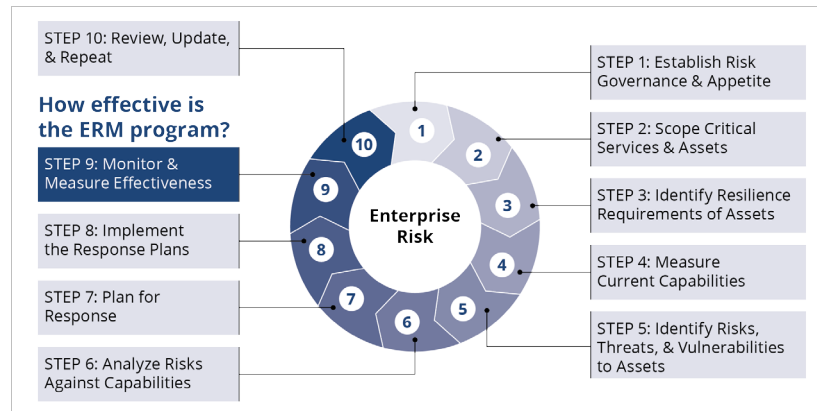 STEP 10: Review, Update,
& Repeat
How effective is
the ERM program?
STEP 9: Monitor &
Measure Effectiveness
STEP 8: Implement
the Response Plans
STEP 7: Plan for
Response
STEP 6: Analyze Risks
Against Capabilities
10
9
8
7
6
1
2
3
4
5
Enterprise
Risk
STEP 1: Establish Risk
Governance & Appetite
STEP 2: Scope Critical
Services & Assets
STEP 3: Identify Resilience
Requirements of Assets
STEP 4: Measure
Current Capabilities
STEP 5: Identify Risks,
Threats, & Vulnerabilities
to Assets